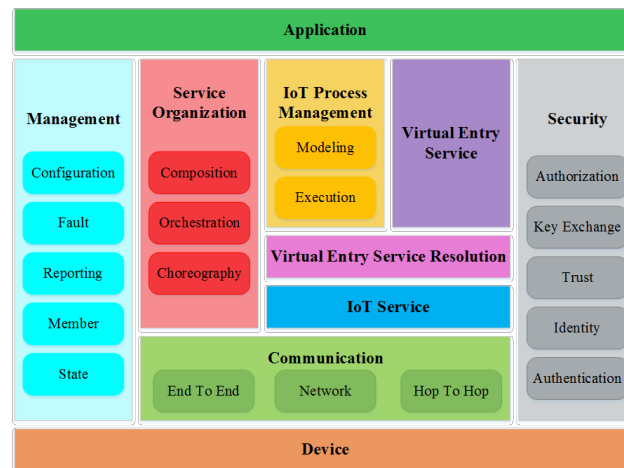 Application
Management
Configuration
Fault
Reporting
Member
State
Service
Organization
Composition
Orchestration
Choreography
IoT Process
Management
Modeling
Execution
Virtual Entry
Service
Virtual Entry Service Resolution
IoT Service
Communication
End To End
Network
Hop To Hop
Security
Authorization
Key Exchange
Trust
Identity
Authentication
Device